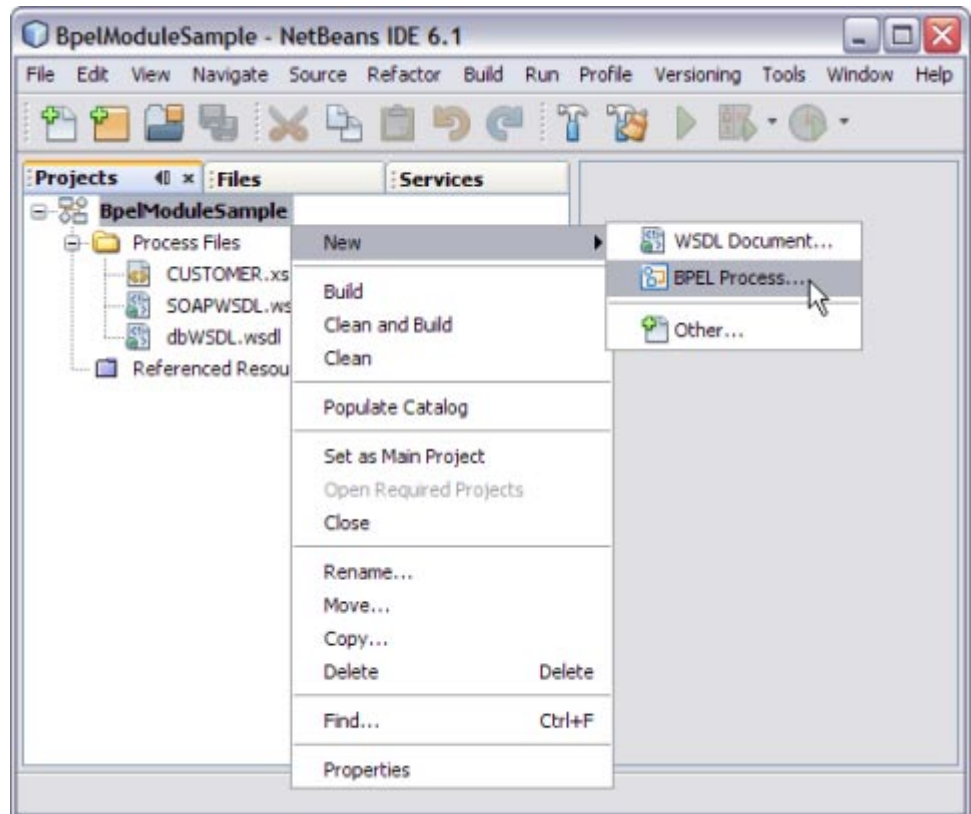 BpelModuleSample - NetBeans IDE 6.1
File Edit View Navigate Source Refactor Build Run Profile Versioning Tools Window Help
Projects Files Services
BpelModuleSample
Process Files
CUSTOMER.xs
SOAPWSDL.ws
dbWSDL.wsdl
Referenced Resou
New
Build
Clean and Build
Clean
Populate Catalog
Set as Main Project
Open Required Projects
Close
Rename...
Move...
Copy...
Delete Delete
Find... Ctrl+F
Properties
WSDL Document...
BPEL Process...
Other...